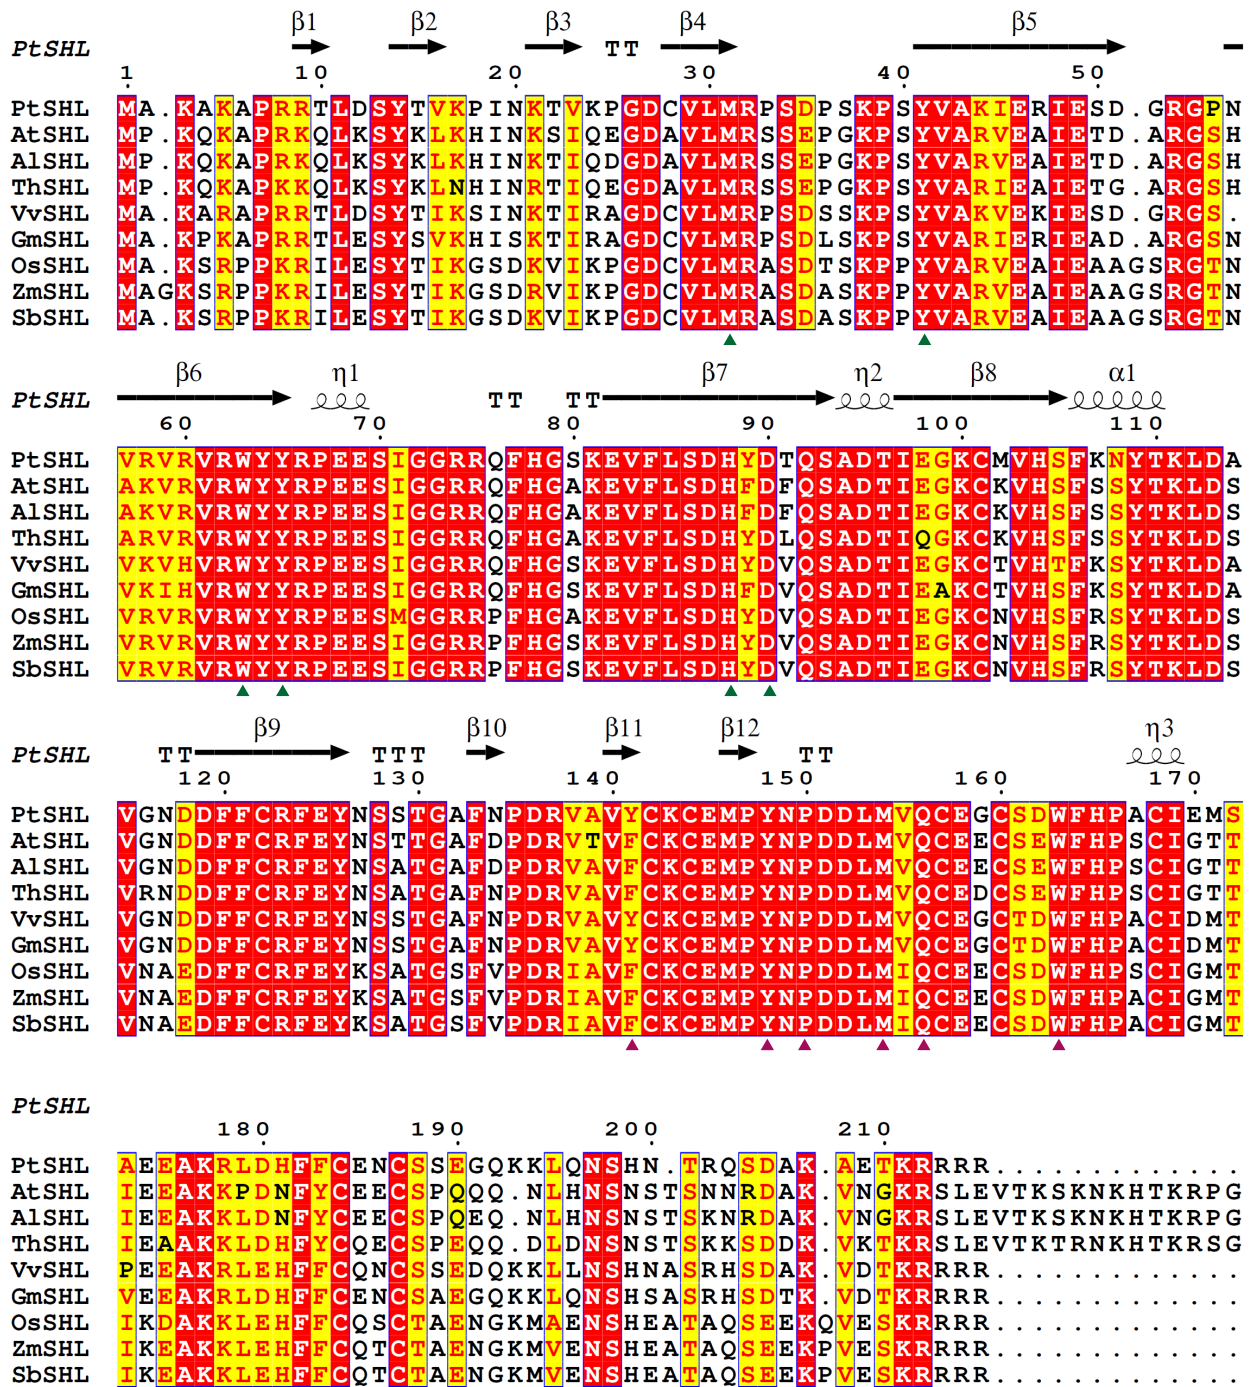 β1 β2 β3 β4 β5
PtSHL TT
1 10 20 30 40 50
PtSHL MA.KAKAPRRTLDSYTVKPINKTVKPGDCVLMRPSDPSKPSYVAKIERIESD.GRGPN
AtSHL MP.KQKAPRKQLKSYKLKHINKSIQEGDAVLMRSSEPGKPSYVARVEAIETD.ARGSH
AlSHL MP.KQKAPRKQLKSYKLKHINKTIQDGDAVLMRSSEPGKPSYVARVEAIETD.ARGSH
ThSHL MP.KQKAPKKQLKSYKLNHINRTIQEGDAVLMRSSEPGKPSYVARIEAIETG.ARGSH
VvSHL MA.KARAPRRTLDSYTIKSINKTIRAGDCVLMRPSDSSKPSYVAKVEKIESD.GRGS.
GmSHL MA.KPKAPRRTLESYSVKHISKTIRAGDCVLMRPSDLSKPSYVARIERIEAD.ARGSN
OsSHL MA.KSRPPKRILESYTIKGSDKVIKPGDCVLMRASDTSKPPYVARVEAIEAAGSRGTN
ZmSHL MAGKSRPPKRILESYTIKGSDRVIKPGDCVLMRASDASKPPYVARVEAIEAAGSRGTN
SbSHL MA.KSRPPKRILESYTIKGSDKVIKPGDCVLMRASDASKPPYVARVEAIEAAGSRGTN
β6 η1 β7 η2 β8 α1
PtSHL TT TT
60 70 80 90 100 110
PtSHL VRVRVRWYYRPEESIGGRRQFHGSKEVFLSDHYDTQSADTIEGKCMVHSFKNYTKLDA
AtSHL AKVRVRWYYRPEESIGGRRQFHGAKEVFLSDHFDFQSADTIEGKCKVHSFSSYTKLDS
AlSHL AKVRVRWYYRPEESIGGRRQFHGAKEVFLSDHFDFQSADTIEGKCKVHSFSSYTKLDS
ThSHL ARVRVRWYYRPEESIGGRRQFHGAKEVFLSDHYDLQSADTIQGKCKVHSFSSYTKLDS
VvSHL VKVHVRWYYRPEESIGGRRQFHGSKEVFLSDHYDVQSADTIEGKCTVHTFKSYTKLDA
GmSHL VKIHVRWYYRPEESIGGRRQFHGSKEVFLSDHFDVQSADTIEAKCTVHSFKSYTKLDA
OsSHL VRVRVRWYYRPEESMGGRRPFHGAKEVFLSDHYDVQSADTIEGKCNVHSFRSYTKLDS
ZmSHL VRVRVRWYYRPEESIGGRRPFHGSKEVFLSDHYDVQSADTIEGKCNVHSFRSYTKLDS
SbSHL VRVRVRWYYRPEESIGGRRPFHGSKEVFLSDHYDVQSADTIEGKCNVHSFRSYTKLDS
β9 β10 β11 β12 η3
PtSHL TT TTT TT
120 130 140 150 160 170
PtSHL VGNDDFFCRFEYNSSTGAFNPDRVAVYCKCEMPYNPDDLMVQCEGCSDWFHPACIEMS
AtSHL VGNDDFFCRFEYNSTTGAFDPDRVTVFCKCEMPYNPDDLMVQCEECSEWFHPSCIGTT
AlSHL VGNDDFFCRFEYNSATGAFDPDRVAVFCKCEMPYNPDDLMVQCEECSEWFHPSCIGTT
ThSHL VRNDDFFCRFEYNSATGAFNPDRVAVFCKCEMPYNPDDLMVQCEDCSEWFHPSCIGTT
VvSHL VGNDDFFCRFEYNSSTGAFNPDRVAVYCKCEMPYNPDDLMVQCEGCTDWFHPACIDMT
GmSHL VGNDDFFCRFEYNSSTGAFNPDRVAVYCKCEMPYNPDDLMVQCEGCTDWFHPACIDMT
OsSHL VNAEDFFCRFEYKSATGSFVPDRIAVFCKCEMPYNPDDLMIQCEECSDWFHPSCIGMT
ZmSHL VNAEDFFCRFEYKSATGSFVPDRIAVFCKCEMPYNPDDLMIQCEECSDWFHPACIGMT
SbSHL VNAEDFFCRFEYKSATGSFVPDRIAVFCKCEMPYNPDDLMIQCEECSDWFHPACIGMT
PtSHL
180 190 200 210
PtSHL AEEAKRLDHFFCENCSSEGQKKLQNSHN.TRQSDAK.AETKRRRR.............
AtSHL IEEAKKPDNFYCEECSPQQQ.NLHNSNSTSNNRDAK.VNGKRSLEVTKSKNKHTKRPG
AlSHL IEEAKKLDNFYCEECSPQEQ.NLHNSNSTSKNRDAK.VNGKRSLEVTKSKNKHTKRPG
ThSHL IEAAKKLDHFYCQECSPEQQ.DLDNSNSTSKKSDDK.VKTKRSLEVTKTRNKHTKRSG
VvSHL PEEAKRLEHFFCQNCSSEDQKKLLNSHNASRHSDAK.VDTKRRRR.............
GmSHL VEEAKRLDHFFCENCSAEGQKKLQNSHSASRHSDTK.VDTKRRRR.............
OsSHL IKDAKKLEHFFCQSCTAENGKMAENSHEATAQSEEKQVESKRRRR.............
ZmSHL IKEAKKLEHFFCQTCTAENGKMVENSHEATAQSEEKPVESKRRRR.............
SbSHL IKEAKKLEHFFCQTCTAENGKMVENSHEATAQSEEKPVESKRRRR.............